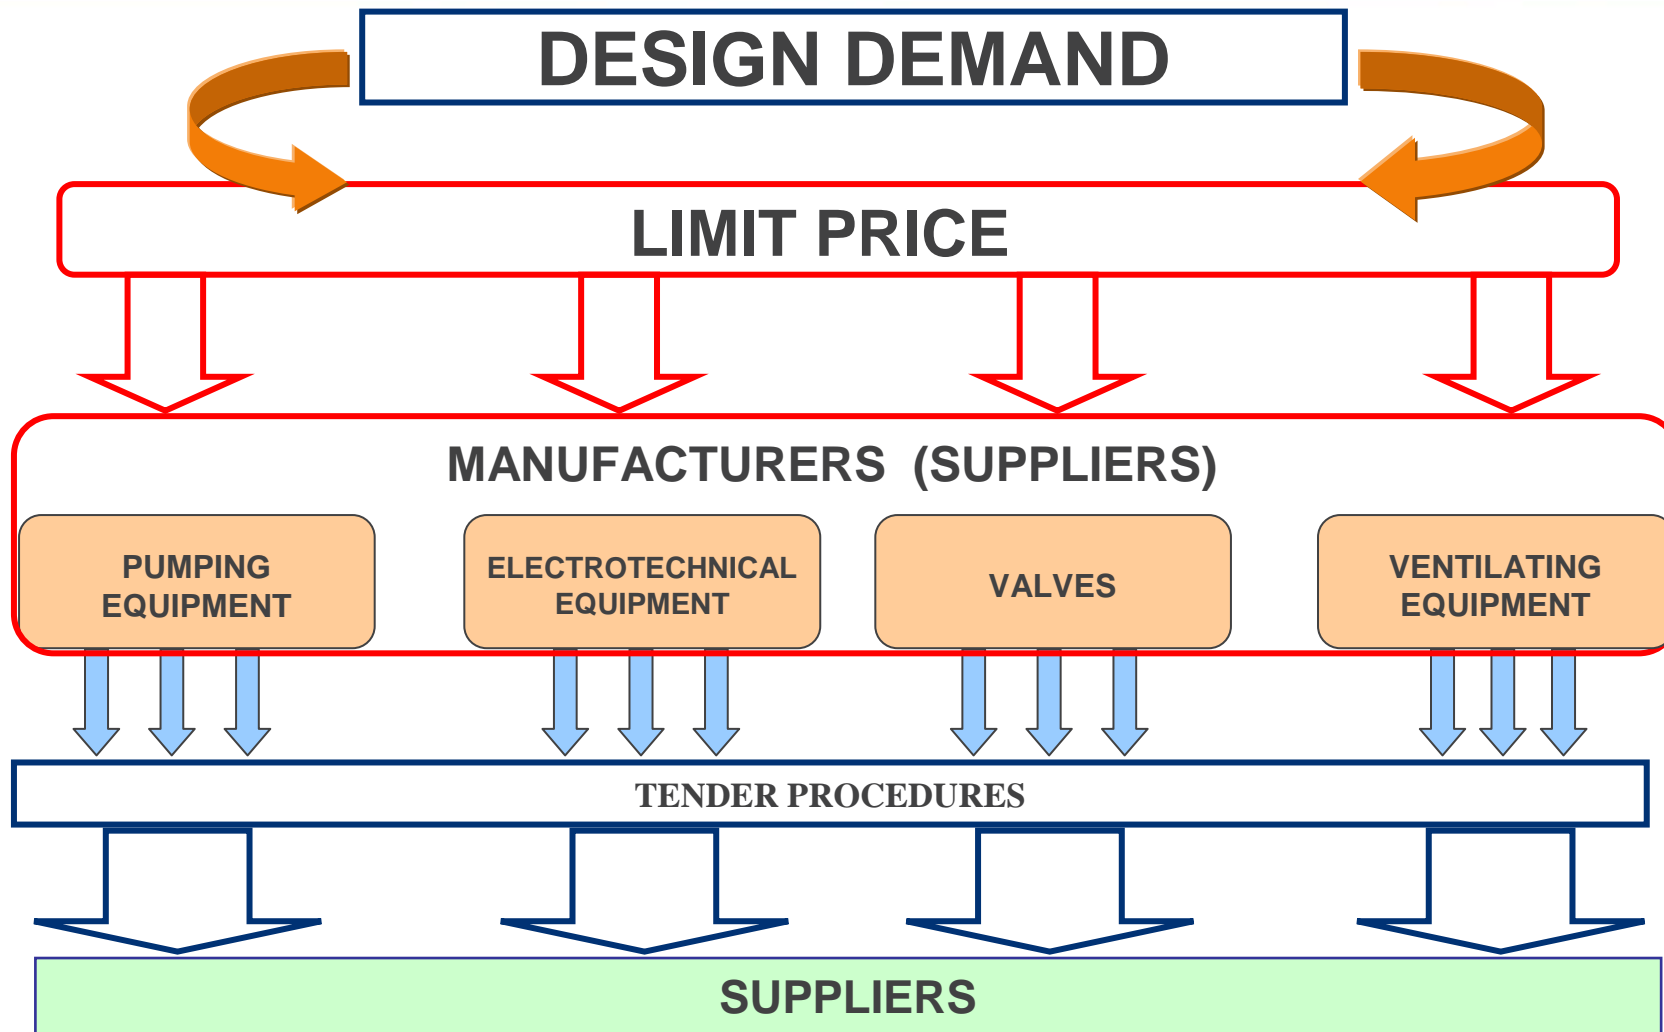 DESIGN DEMAND
LIMIT PRICE
MANUFACTURERS (SUPPLIERS)
PUMPING
EQUIPMENT
ELECTROTECHNICAL
EQUIPMENT
VALVES
VENTILATING
EQUIPMENT
TENDER PROCEDURES
SUPPLIERS